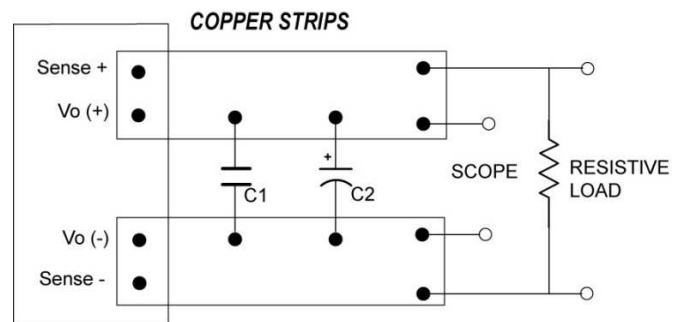 COPPER STRIPS
Sense +
Vo (+)
+
C1
C2
SCOPE
RESISTIVE
LOAD
Vo (-)
Sense -